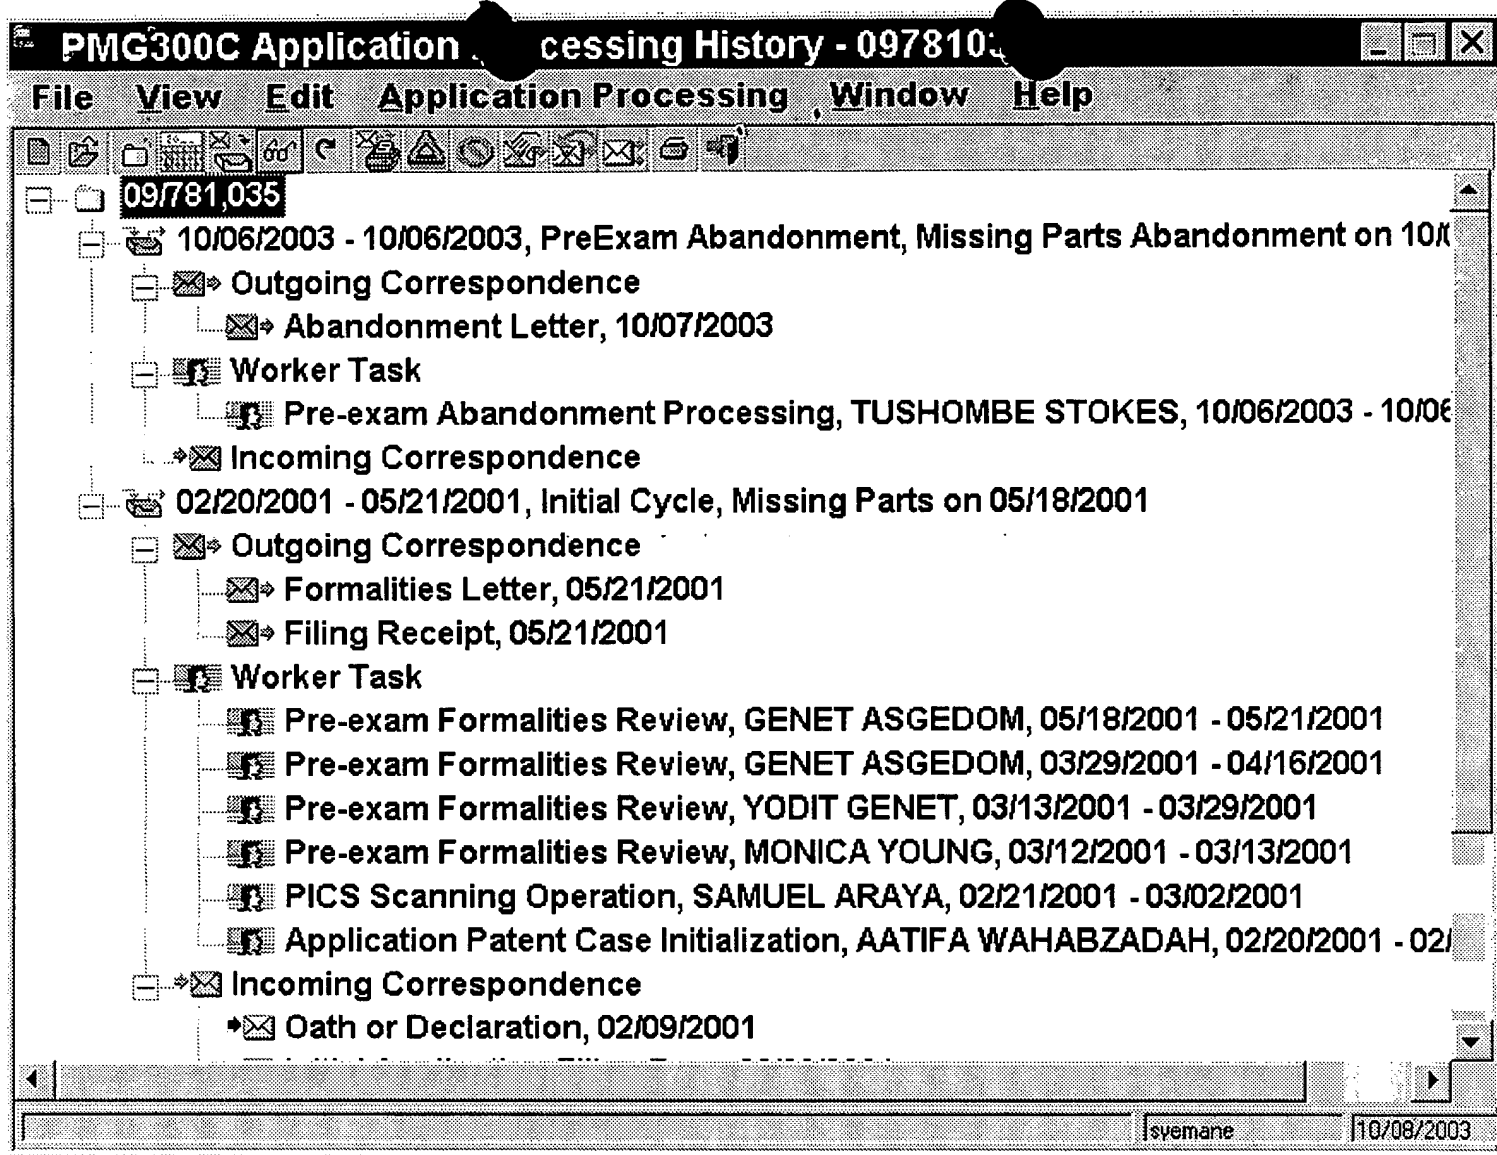 PMG300C Application cessing History - 0978103
File View Edit Application Processing Window Help
09/781,035
10/06/2003 - 10/06/2003, PreExam Abandonment, Missing Parts Abandonment on 10/
Outgoing Correspondence
Abandonment Letter, 10/07/2003
Worker Task
Pre-exam Abandonment Processing, TUSHOMBE STOKES, 10/06/2003 - 10/06
Incoming Correspondence
02/20/2001 - 05/21/2001, Initial Cycle, Missing Parts on 05/18/2001
Outgoing Correspondence
Formalities Letter, 05/21/2001
Filing Receipt, 05/21/2001
Worker Task
Pre-exam Formalities Review, GENET ASGEDOM, 05/18/2001 - 05/21/2001
Pre-exam Formalities Review, GENET ASGEDOM, 03/29/2001 - 04/16/2001
Pre-exam Formalities Review, YODIT GENET, 03/13/2001 - 03/29/2001
Pre-exam Formalities Review, MONICA YOUNG, 03/12/2001 - 03/13/2001
PICS Scanning Operation, SAMUEL ARAYA, 02/21/2001 - 03/02/2001
Application Patent Case Initialization, AATIFA WAHABZADAH, 02/20/2001 - 02/
Incoming Correspondence
Oath or Declaration, 02/09/2001
syemane 10/08/2003